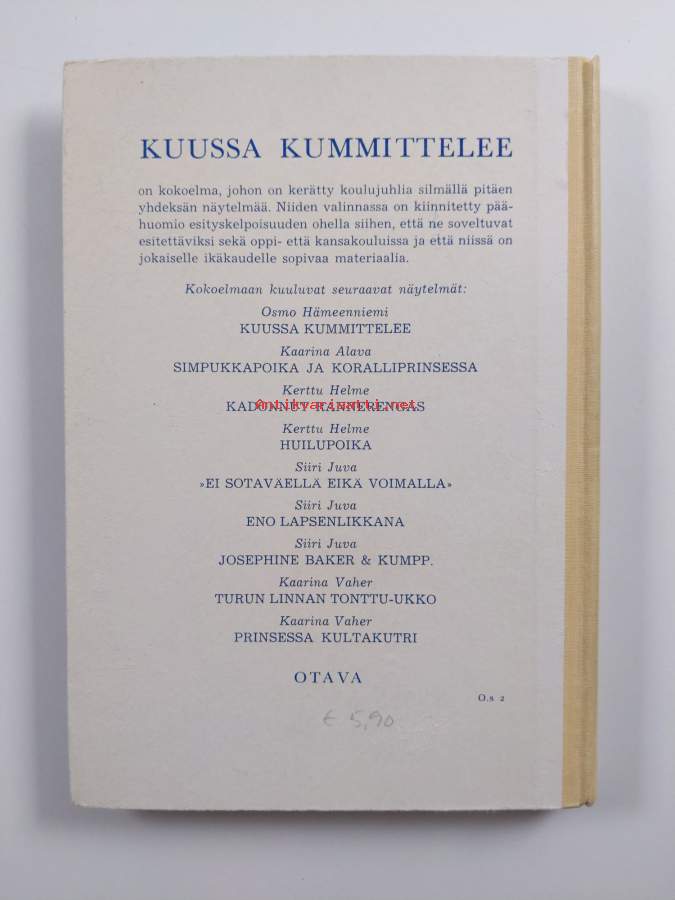 KUUSSA KUMMITTELEE
on kokoelma, johon on kerätty koulujuhlia silmällä pitäen
yhdeksän näytelmää. Niiden valinnassa on kiinnitetty pää-
huomio esityskelpoisuuden ohella siihen, että ne soveltuvat
esitettäviksi sekä oppi- että kansakouluissa ja että niissä on
jokaiselle ikäkaudelle sopivaa materiaalia.
Kokoelmaan kuuluvat seuraavat näytelmät:
Osmo Hämeenniemi
KUUSSA KUMMITTELEE
Kaarina Alava
SIMPUKKAPOIKA JA KORALLIPRINSESSA
Kerttu Helme
KADONNUT RANNERENGAS
Antikvariaatti.net
Kerttu Helme
HUILUPOIKA
Siiri Juva
»EI SOTAVÄELLÄ EIKÄ VOIMALLA»
Siiri Juva
ENO LAPSENLIKKANA
Siiri Juva
JOSEPHINE BAKER & KUMPP.
Kaarina Vaher
TURUN LINNAN TONTTU-UKKO
Kaarina Vaher
PRINSESSA KULTAKUTRI
OTAVA
O.s 2
€ 5,90